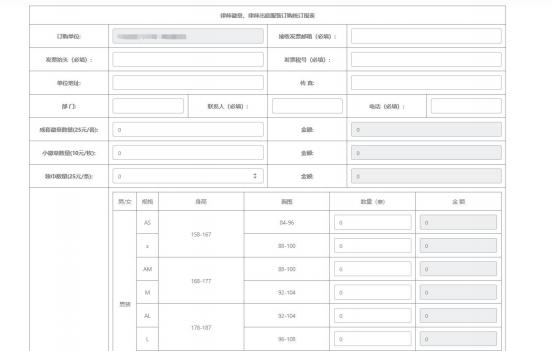 律师徽章、律师出庭服装订购统订报表
订购单位:
接收发票邮箱（必填）:
发票抬头（必填）:
发票税号（必填）:
单位地址:
传 真:
部 门:
联系人（必填）:
电话（必填）:
成套徽章数量(25元/套):
0
金额:
0
小徽章数量(10元/枚):
0
金额:
0
领巾数量(25元/条):
0
金额:
0
男/女 规格 身高 胸围 数量（套） 金 额
男装
AS 158-167 84-96 0 0
s 88-100 0 0
AM 168-177 88-100 0 0
M 92-104 0 0
AL 178-187 92-104 0 0
L 96-108 0 0